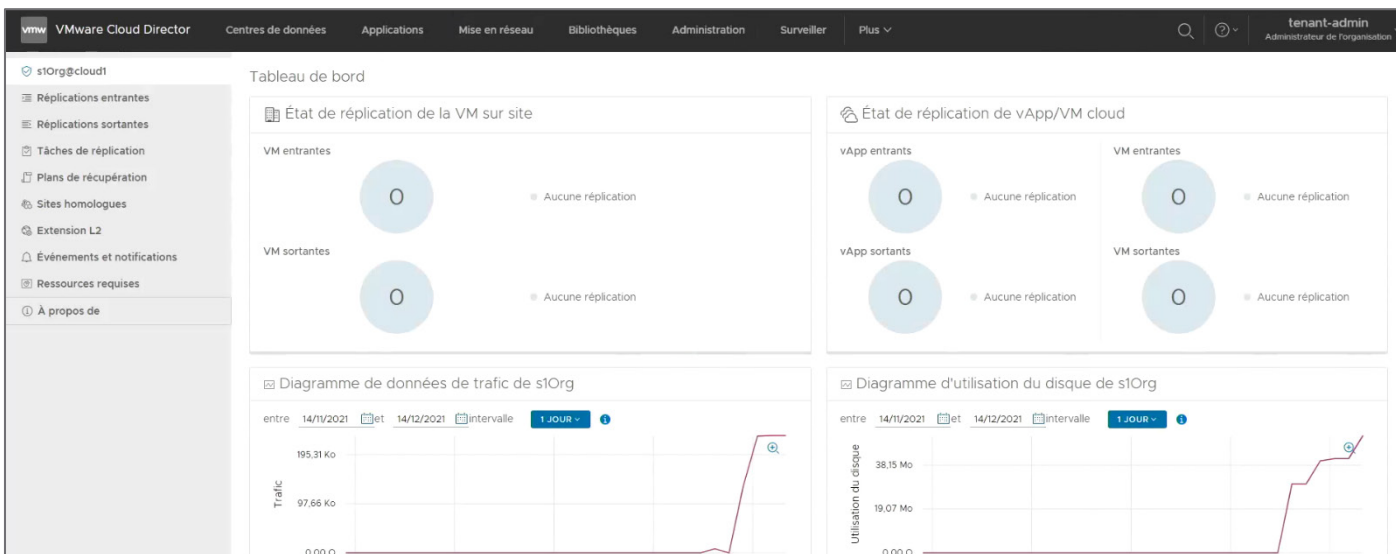 vmw VMware Cloud Director Centres de données Applications Mise en réseau Bibliothèques Administration Surveiller Plus tenant-admin
Administrateur de l'organisation
s1Org@cloud1
Réplications entrantes
Réplications sortantes
Tâches de réplication
Plans de récupération
Sites homologues
Extension L2
Événements et notifications
Ressources requises
À propos de
Tableau de bord
État de réplication de la VM sur site
VM entrantes
0 Aucune réplication
VM sortantes
0 Aucune réplication
État de réplication de vApp/VM cloud
vApp entrants VM entrantes
0 Aucune réplication 0 Aucune réplication
vApp sortants VM sortantes
0 Aucune réplication 0 Aucune réplication
Diagramme de données de trafic de s1Org
entre 14/11/2021 et 14/12/2021 intervalle 1 JOUR
195,31 Ko
Trafic
97,66 Ko
0,00 O
Diagramme d'utilisation du disque de s1Org
entre 14/11/2021 et 14/12/2021 intervalle 1 JOUR
38,15 Mo
Utilisation du disque
19,07 Mo
0,00 O